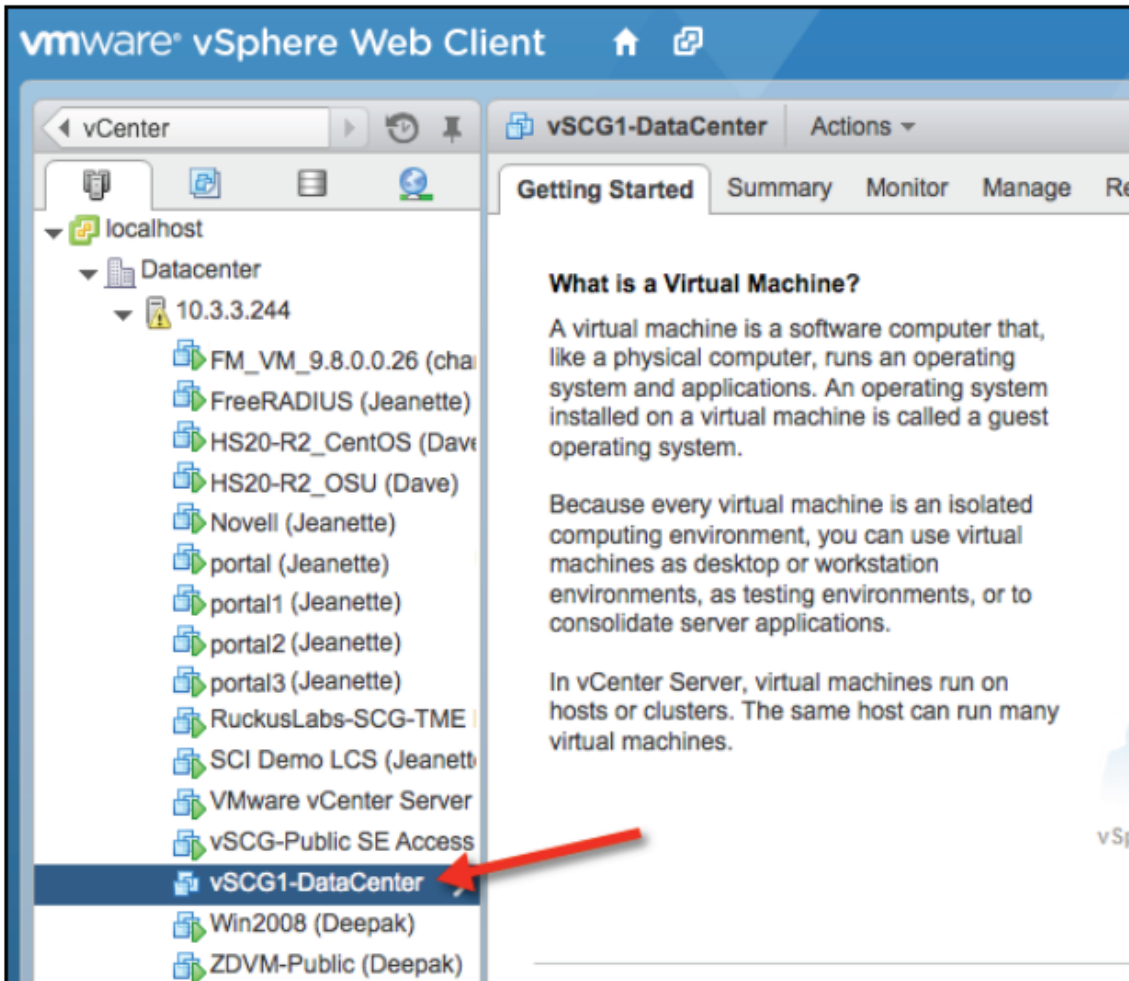 vmware® vSphere Web Client
vCenter
vSCG1-DataCenter Actions
Getting Started Summary Monitor Manage Re
localhost
Datacenter
10.3.3.244
FM_VM_9.8.0.0.26 (cha
FreeRADIUS (Jeanette)
HS20-R2_CentOS (Dave
HS20-R2_OSU (Dave)
Novell (Jeanette)
portal (Jeanette)
portal1 (Jeanette)
portal2 (Jeanette)
portal3 (Jeanette)
RuckusLabs-SCG-TME
SCI Demo LCS (Jeanett
VMware vCenter Server
vSCG-Public SE Access
vSCG1-DataCenter
Win2008 (Deepak)
ZDVM-Public (Deepak)
What is a Virtual Machine?
A virtual machine is a software computer that,
like a physical computer, runs an operating
system and applications. An operating system
installed on a virtual machine is called a guest
operating system.
Because every virtual machine is an isolated
computing environment, you can use virtual
machines as desktop or workstation
environments, as testing environments, or to
consolidate server applications.
In vCenter Server, virtual machines run on
hosts or clusters. The same host can run many
virtual machines.
vSp